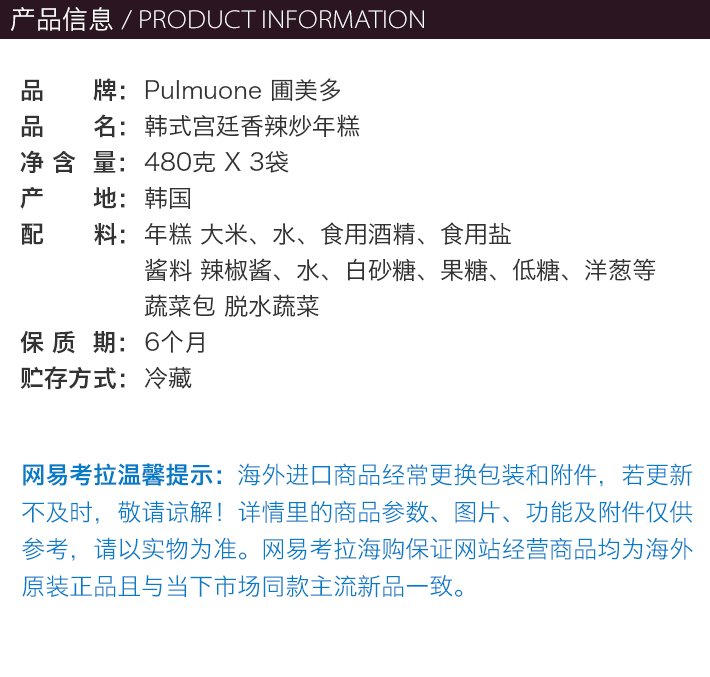 产品信息 / PRODUCT INFORMATION
品牌：Pulmuone 圃美多
品名：韩式宫廷香辣炒年糕
净含量：480克 X 3袋
产地：韩国
配料：年糕 大米、水、食用酒精、食用盐
酱料 辣椒酱、水、白砂糖、果糖、低糖、洋葱等
蔬菜包 脱水蔬菜
保质期：6个月
贮存方式：冷藏
网易考拉温馨提示：海外进口商品经常更换包装和附件，若更新
不及时，敬请谅解！详情里的商品参数、图片、功能及附件仅供
参考，请以实物为准。网易考拉海购保证网站经营商品均为海外
原装正品且与当下市场同款主流新品一致。